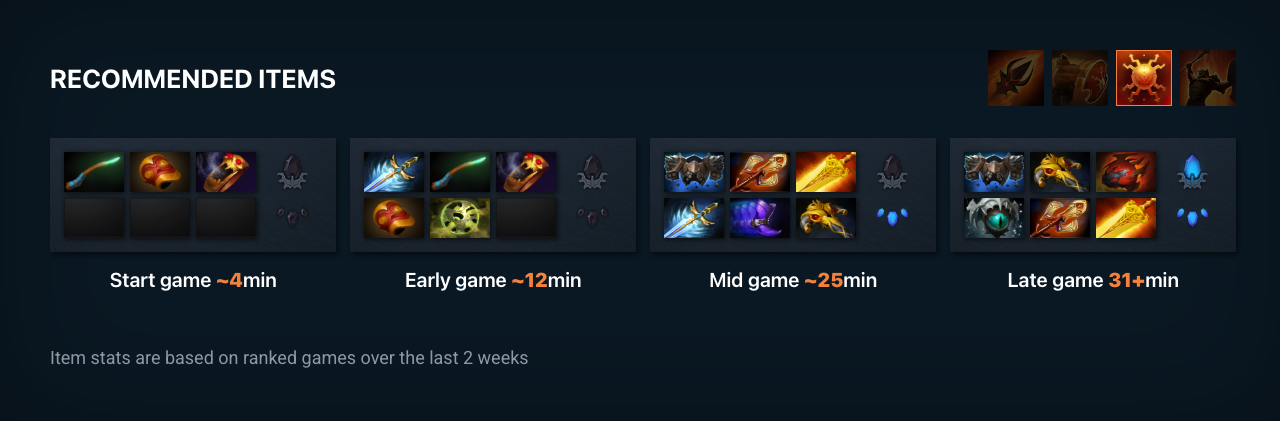 RECOMMENDED ITEMS
Start game ~4min
Early game ~12min
Mid game ~25min
Late game 31+min
Item stats are based on ranked games over the last 2 weeks